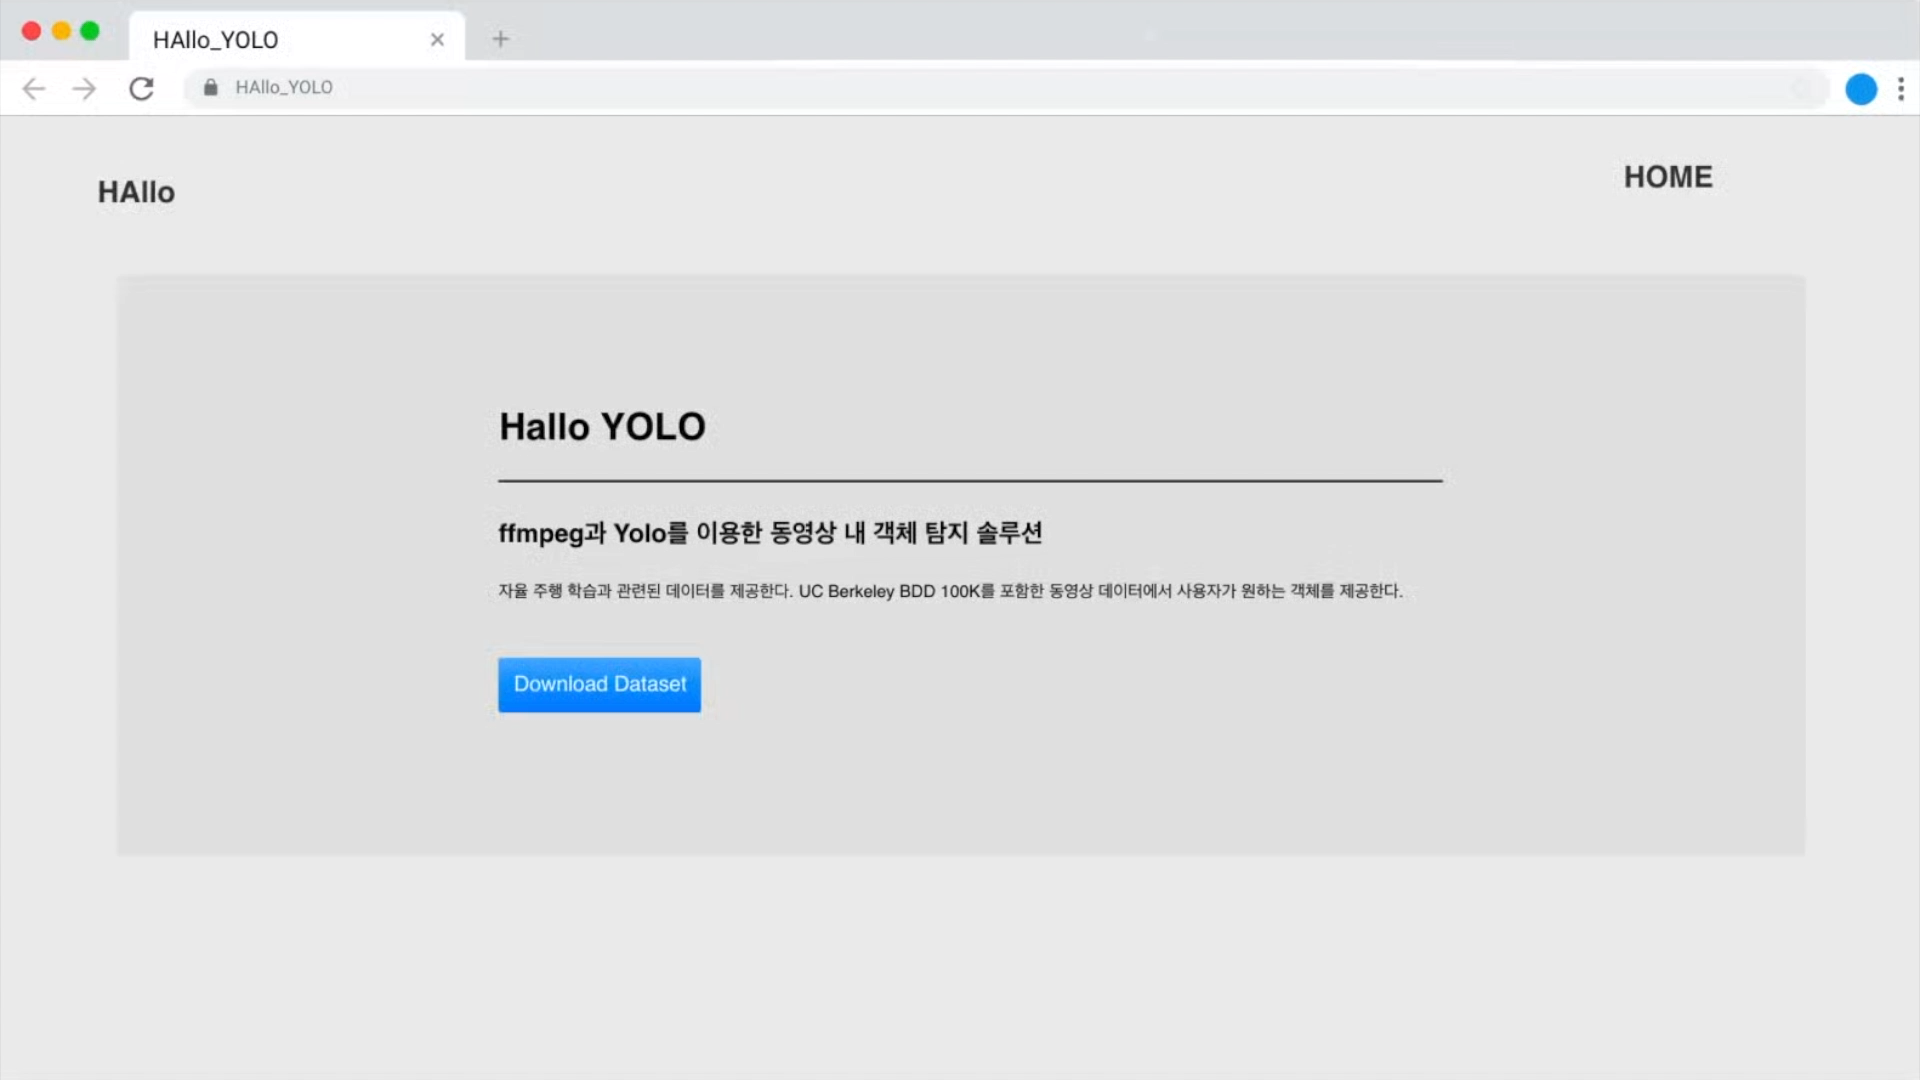 HAllo_YOLO
HAllo_YOLO
HAllo
HOME
Hallo YOLO
ffmpeg과 Yolo를 이용한 동영상 내 객체 탐지 솔루션
자율 주행 학습과 관련된 데이터를 제공한다. UC Berkeley BDD 100K를 포함한 동영상 데이터에서 사용자가 원하는 객체를 제공한다.
Download Dataset